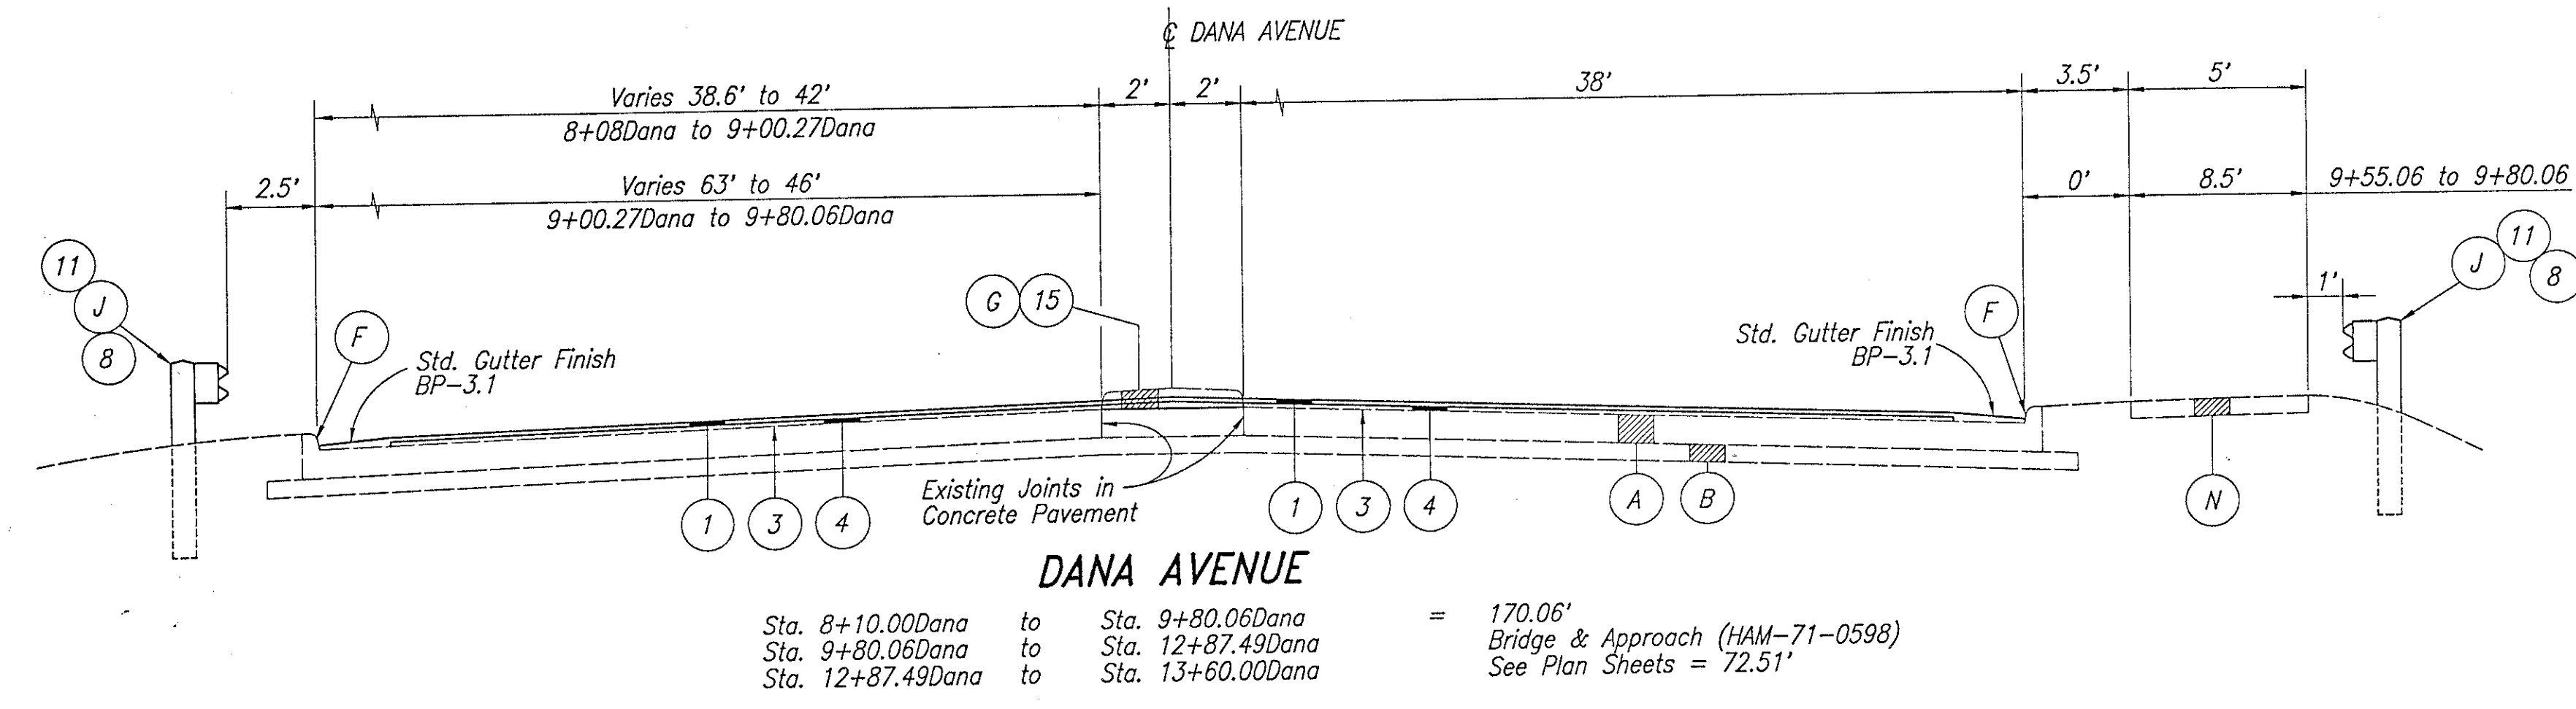 ℄ DANA AVENUE
Varies 38.6' to 42'
8+08Dana to 9+00.27Dana
2'
2'
38'
3.5'
5'
2.5'
Varies 63' to 46'
9+00.27Dana to 9+80.06Dana
0'
8.5'
9+55.06 to 9+80.06
11
J
8
F
Std. Gutter Finish
BP-3.1
G
15
Std. Gutter Finish
BP-3.1
F
1'
J
11
8
Existing Joints in
Concrete Pavement
1
3
4
1
3
4
A
B
N
DANA AVENUE
Sta. 8+10.00Dana to Sta. 9+80.06Dana = 170.06'
Sta. 9+80.06Dana to Sta. 12+87.49Dana Bridge & Approach (HAM-71-0598)
Sta. 12+87.49Dana to Sta. 13+60.00Dana See Plan Sheets = 72.51'